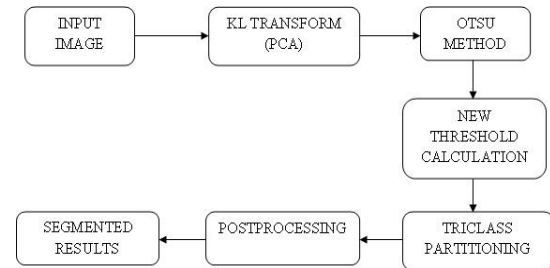 INPUT
IMAGE
KL TRANSFORM
(PCA)
OTSU
METHOD
NEW
THRESHOLD
CALCULATION
TRICLASS
PARTITIONING
POSTPROCESSING
SEGMENTED
RESULTS